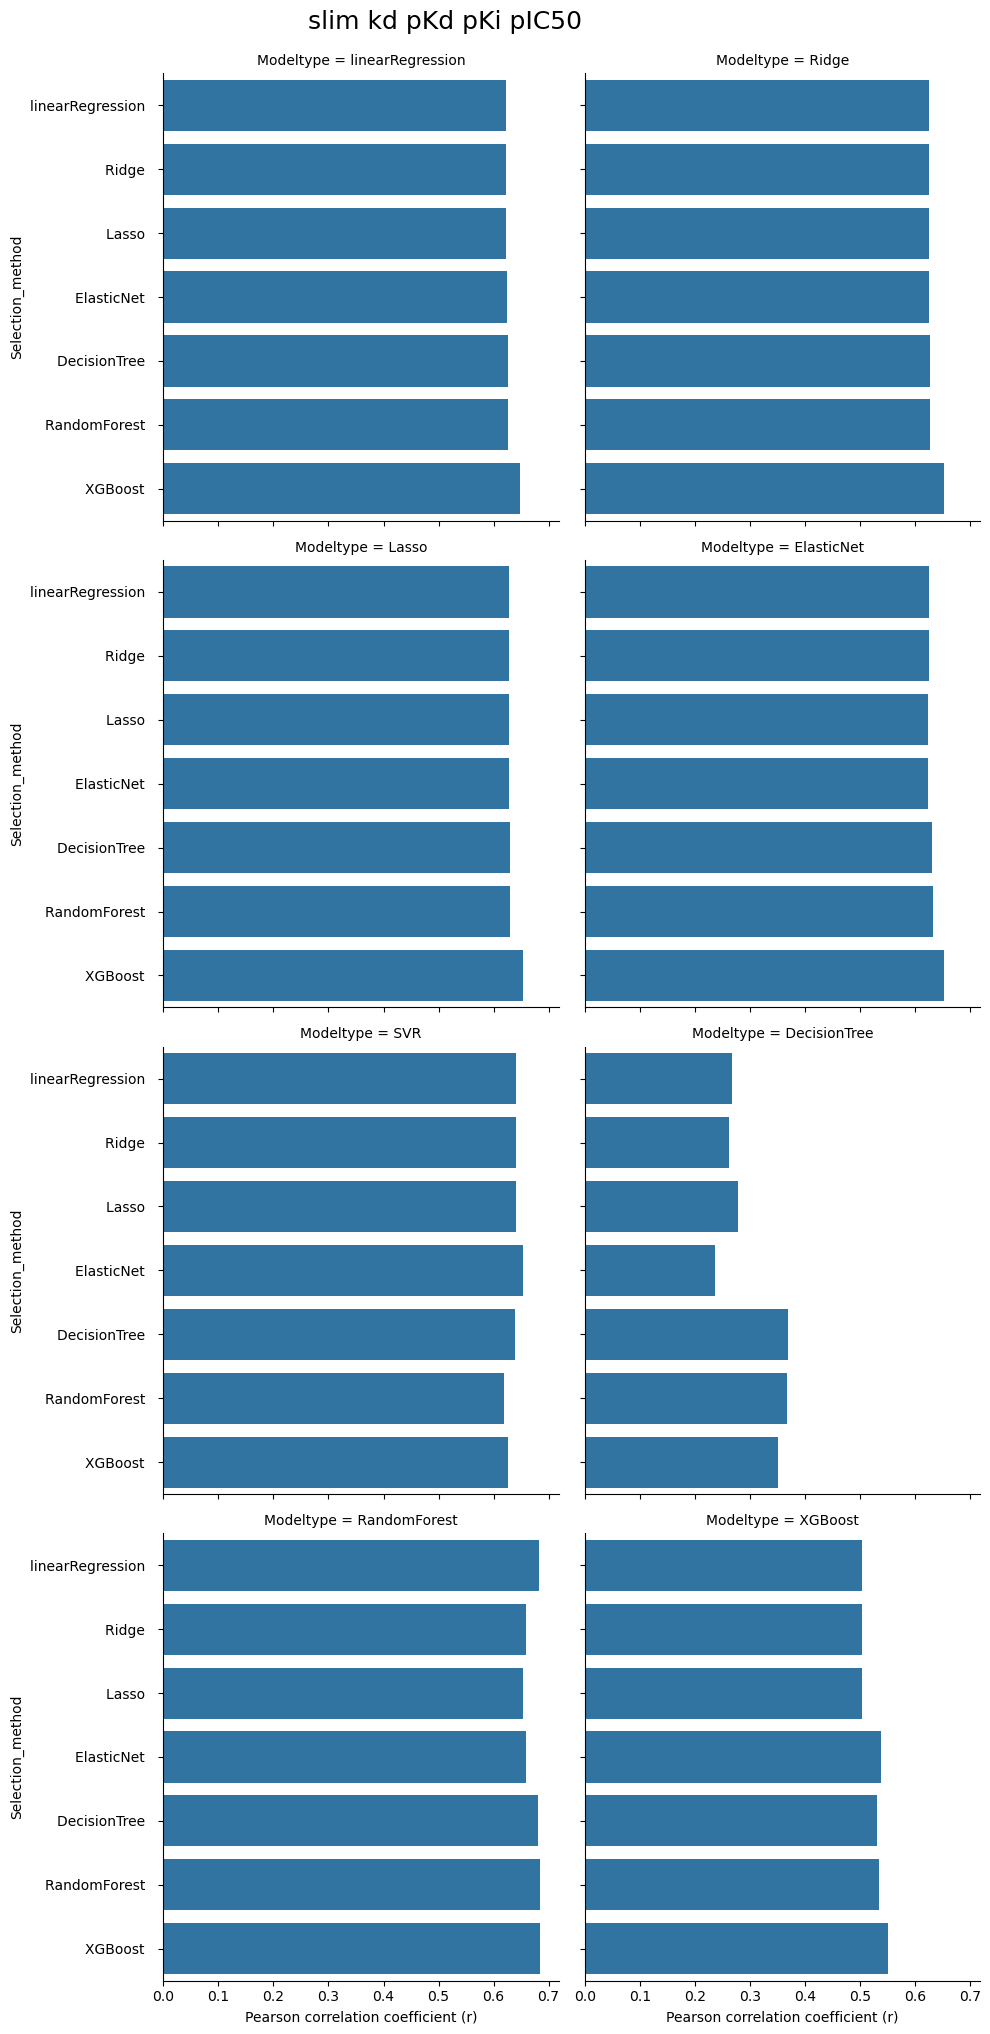 slim kd pKd pKi pIC50
Modeltype = linearRegression
Modeltype = Ridge
linearRegression
Ridge
Lasso
ElasticNet
DecisionTree
RandomForest
XGBoost
Selection_method
Modeltype = Lasso
Modeltype = ElasticNet
linearRegression
Ridge
Lasso
ElasticNet
DecisionTree
RandomForest
XGBoost
Selection_method
Modeltype = SVR
Modeltype = DecisionTree
linearRegression
Ridge
Lasso
ElasticNet
DecisionTree
RandomForest
XGBoost
Selection_method
Modeltype = RandomForest
Modeltype = XGBoost
linearRegression
Ridge
Lasso
ElasticNet
DecisionTree
RandomForest
XGBoost
Selection_method
0.0 0.1 0.2 0.3 0.4 0.5 0.6 0.7
0.0 0.1 0.2 0.3 0.4 0.5 0.6 0.7
Pearson correlation coefficient (r)
Pearson correlation coefficient (r)